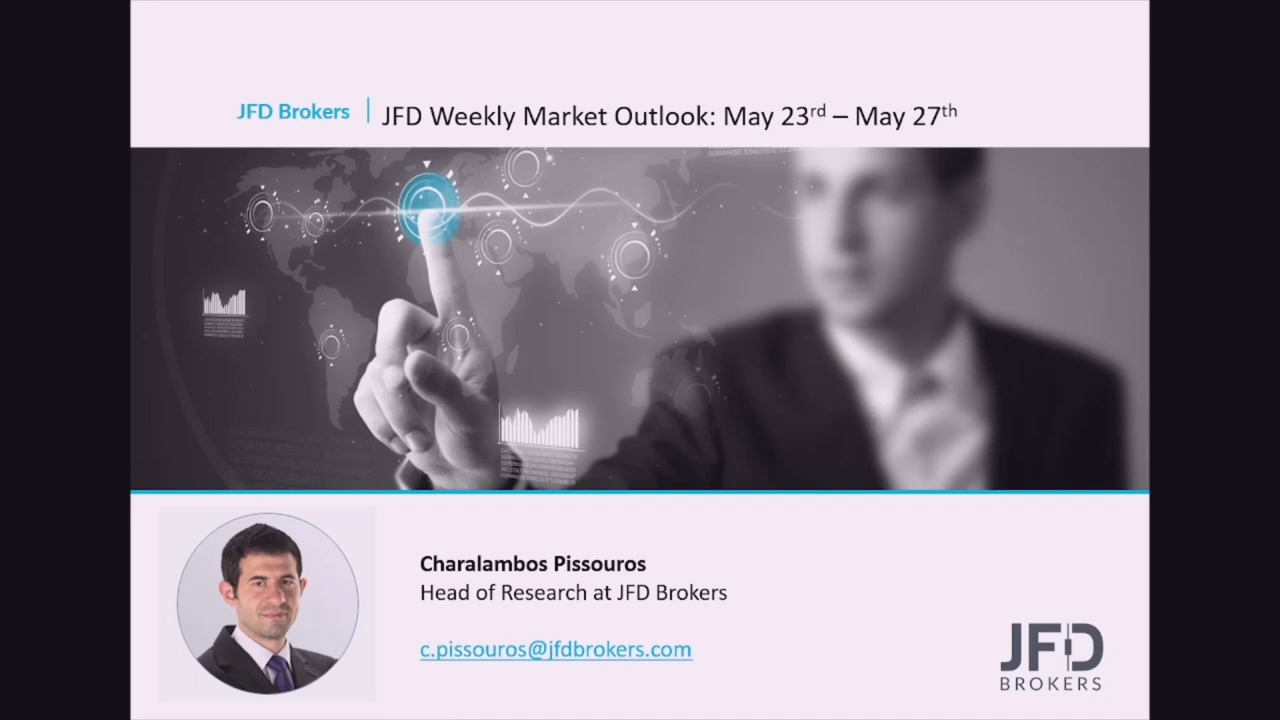 JFD Brokers
JFD Weekly Market Outlook: May 23rd – May 27th
Charalambos Pissouros
Head of Research at JFD Brokers
c.pissouros@jfdbrokers.com
JFD
BROKERS